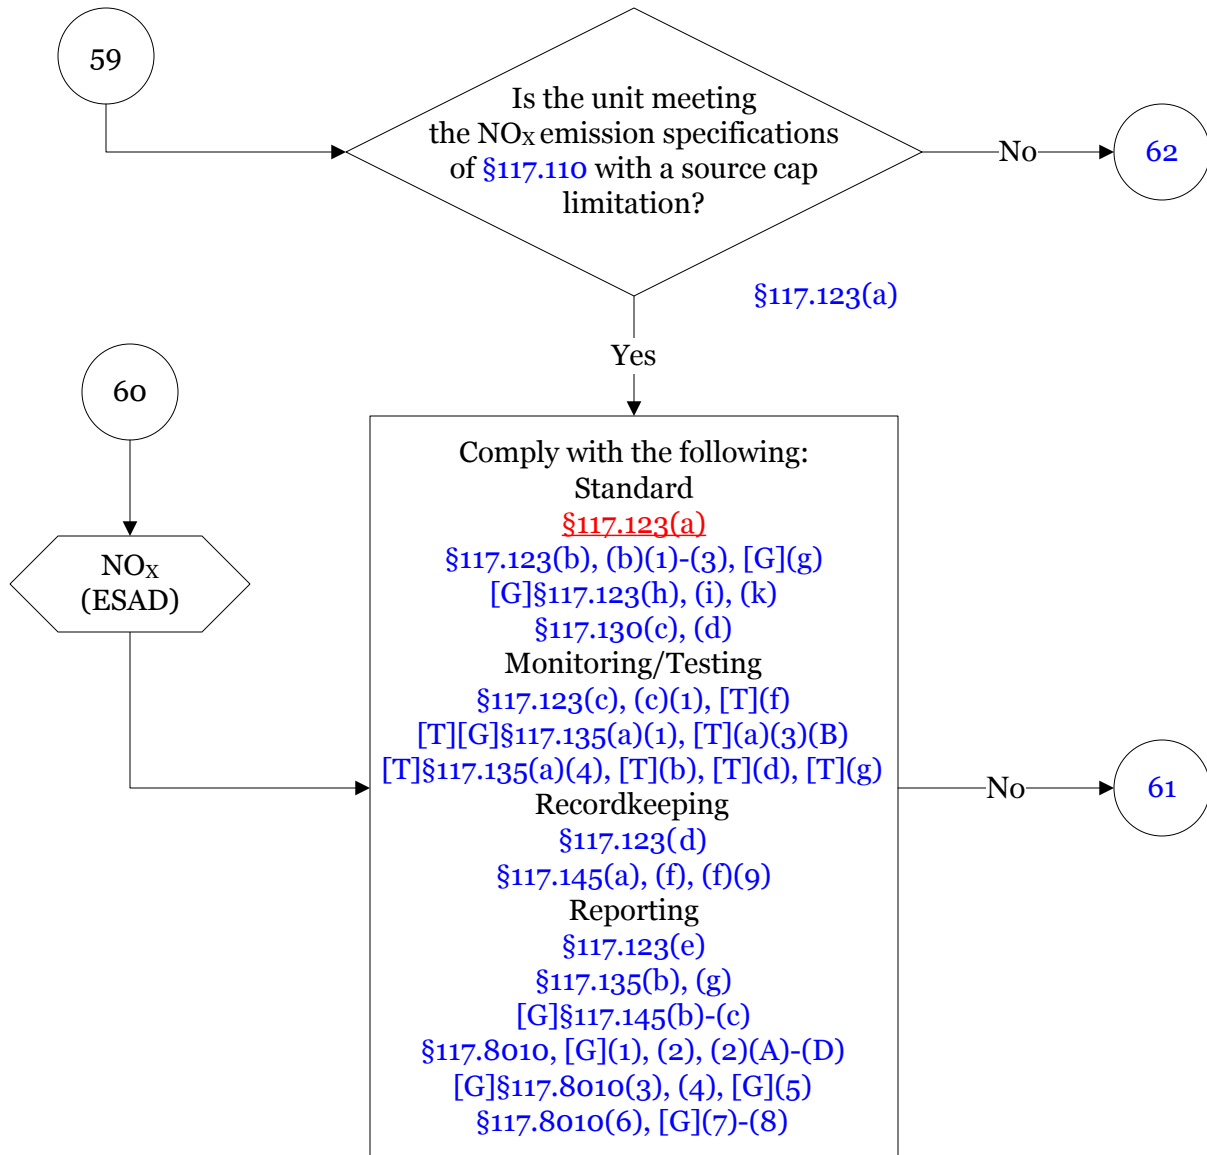 59
Is the unit meeting
the NOX emission specifications
of §117.110 with a source cap
limitation?
No
62
§117.123(a)
Yes
60
NOX
(ESAD)
Comply with the following:
Standard
§117.123(a)
§117.123(b), (b)(1)-(3), [G](g)
[G]§117.123(h), (i), (k)
§117.130(c), (d)
Monitoring/Testing
§117.123(c), (c)(1), [T](f)
[T][G]§117.135(a)(1), [T](a)(3)(B)
[T]§117.135(a)(4), [T](b), [T](d), [T](g)
Recordkeeping
§117.123(d)
§117.145(a), (f), (f)(9)
Reporting
§117.123(e)
§117.135(b), (g)
[G]§117.145(b)-(c)
§117.8010, [G](1), (2), (2)(A)-(D)
[G]§117.8010(3), (4), [G](5)
§117.8010(6), [G](7)-(8)
No
61